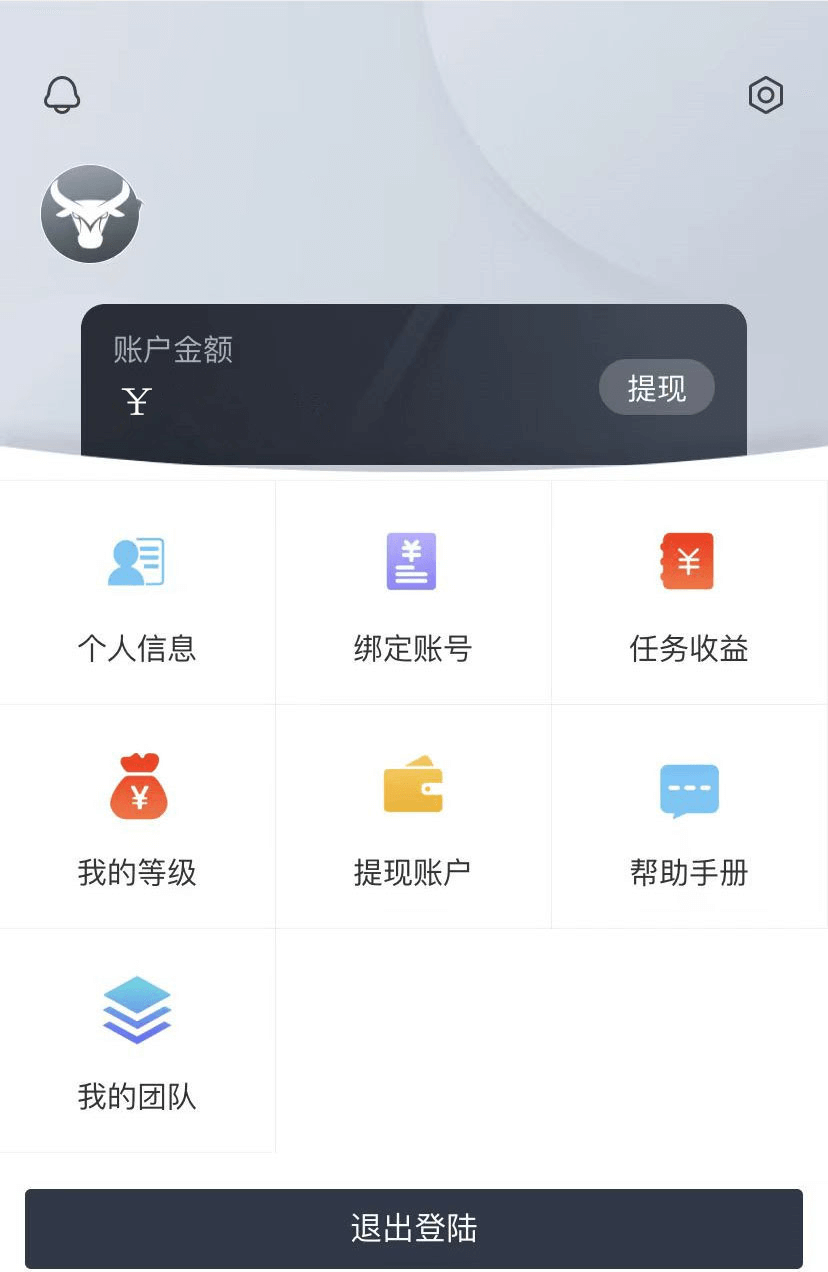 账户金额
¥
提现
个人信息
绑定账号
任务收益
我的等级
提现账户
帮助手册
我的团队
退出登陆